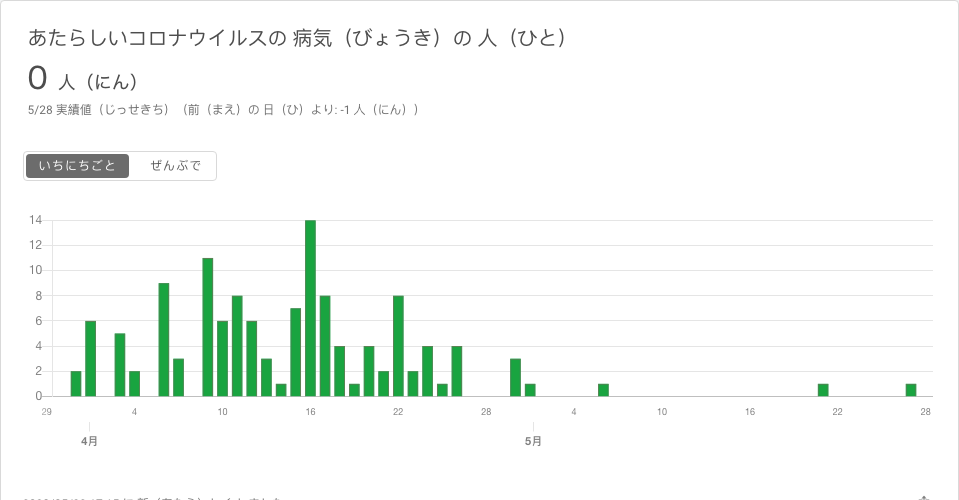 あたらしいコロナウイルスの 病気（びょうき）の 人（ひと）
0 人（にん）
5/28 実績値（じっせきち）（前（まえ）の 日（ひ）より: -1 人（にん））
いちにちごと ぜんぶで
14
12
10
8
6
4
2
0
29 4 10 16 22 28 4 10 16 22 28
4月 5月